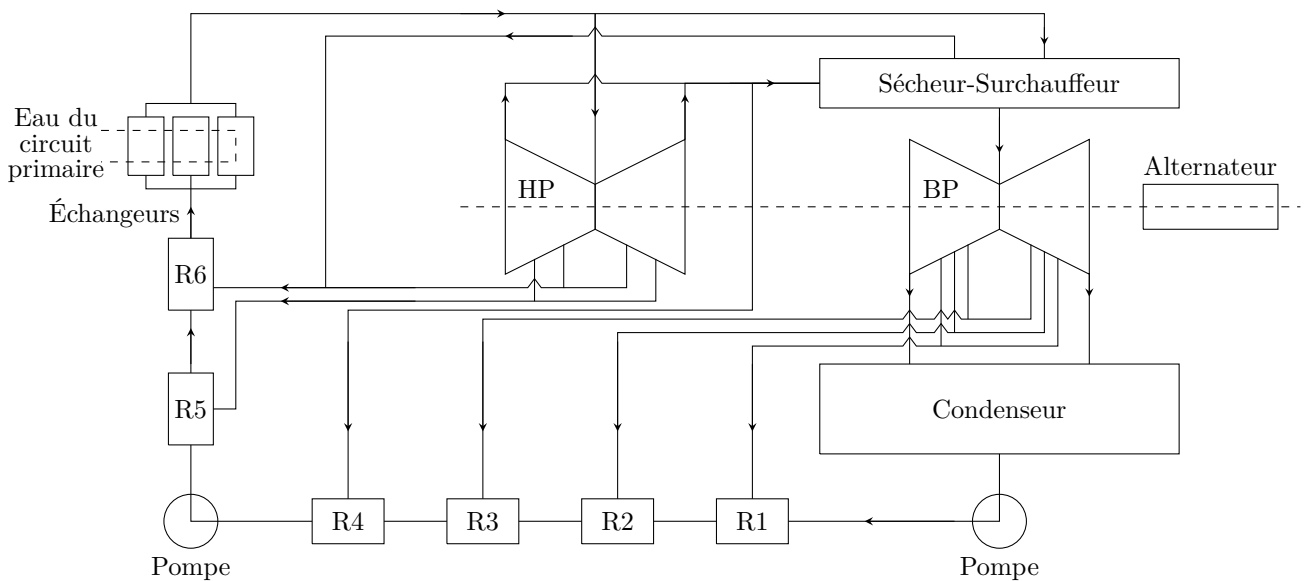 Sécheur-Surchauffeur
Eau du
circuit
primaire
Échangeurs
HP
BP
Alternateur
R6
R5
Condenseur
R4
R3
R2
R1
Pompe
Pompe